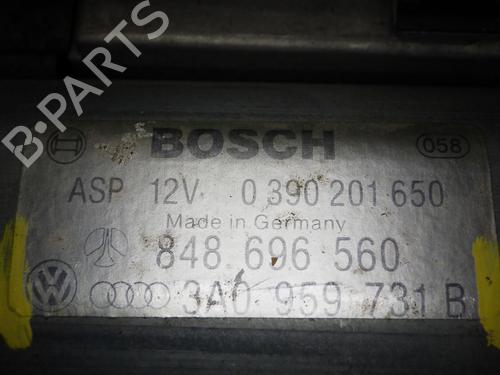 B-PARTS
BOSCH
058
ASP 12V 0 390 201 650
Made in Germany
848 696 560
3A0 959 731 B